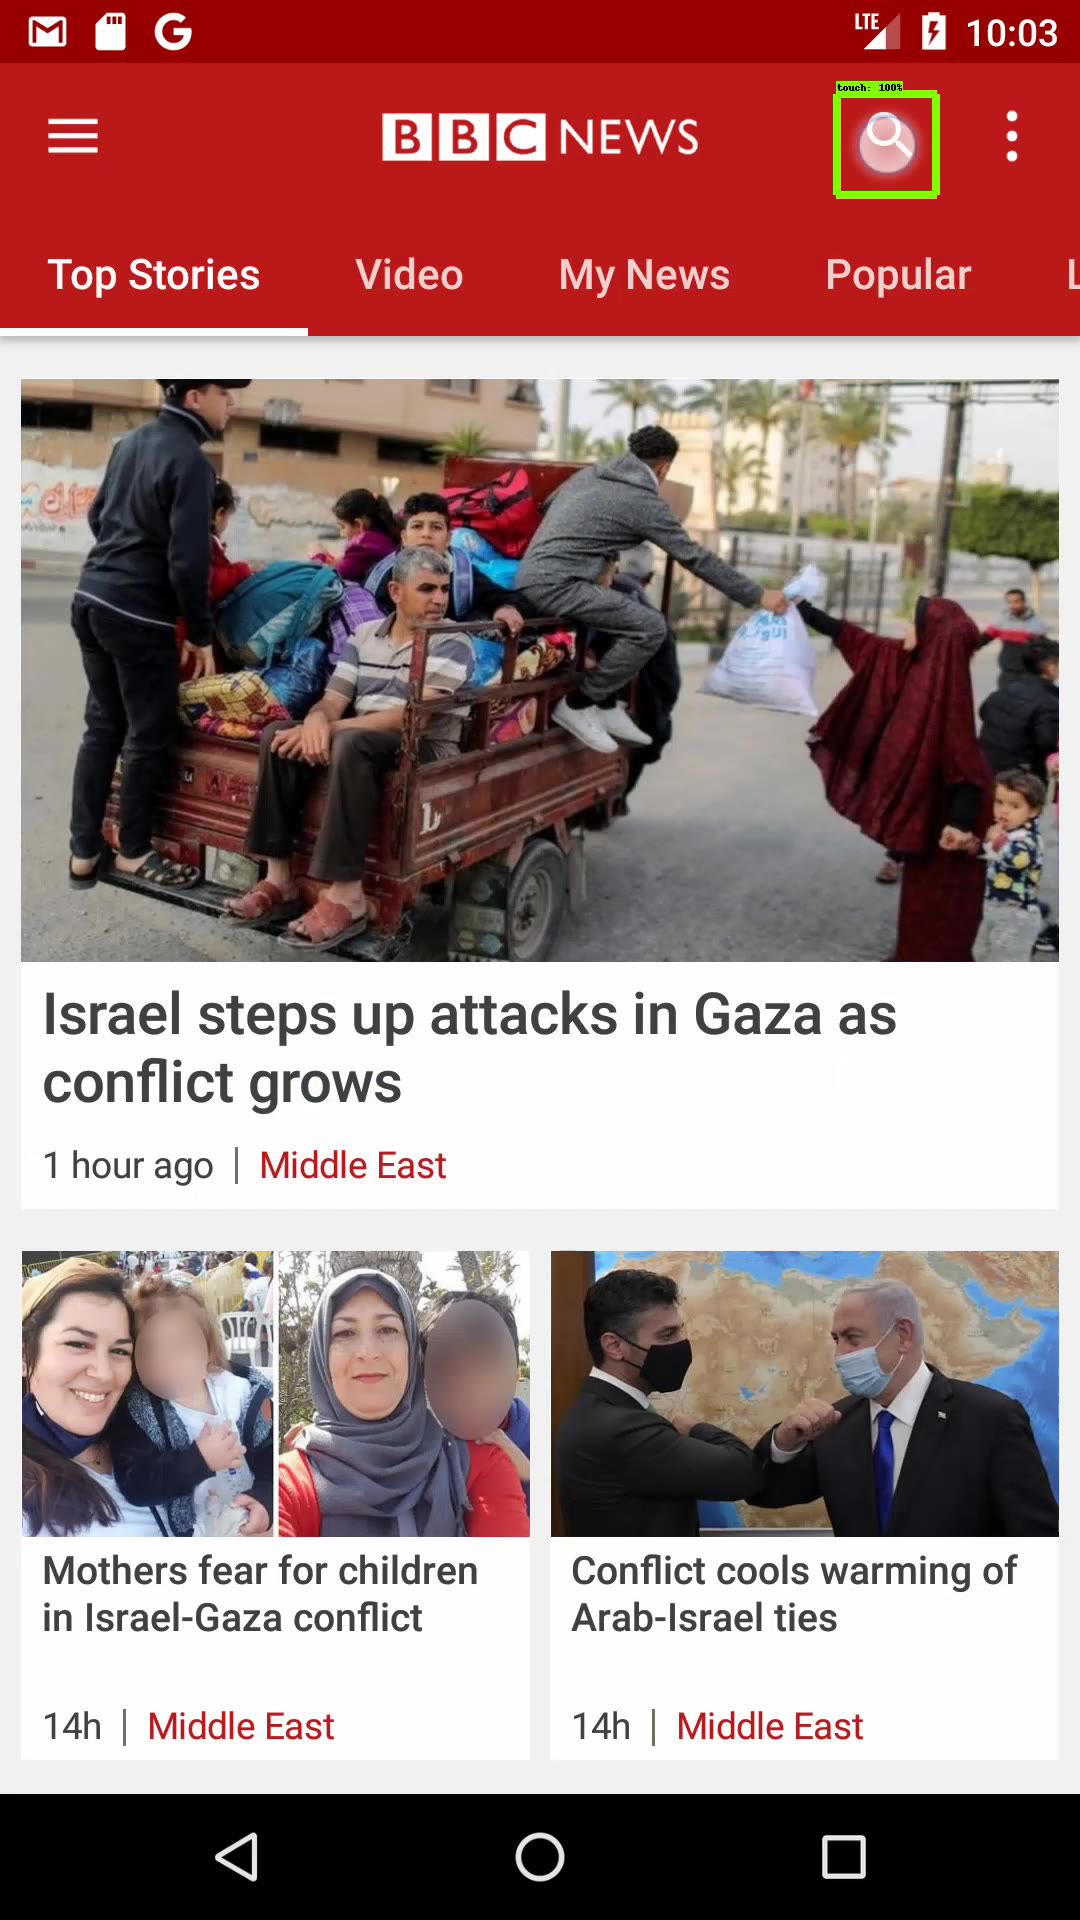 LTE 10:03
touch: 100%
BBC NEWS
Top Stories Video My News Popular L
Israel steps up attacks in Gaza as
conflict grows
1 hour ago | Middle East
Mothers fear for children
in Israel-Gaza conflict
14h | Middle East
Conflict cools warming of
Arab-Israel ties
14h | Middle East